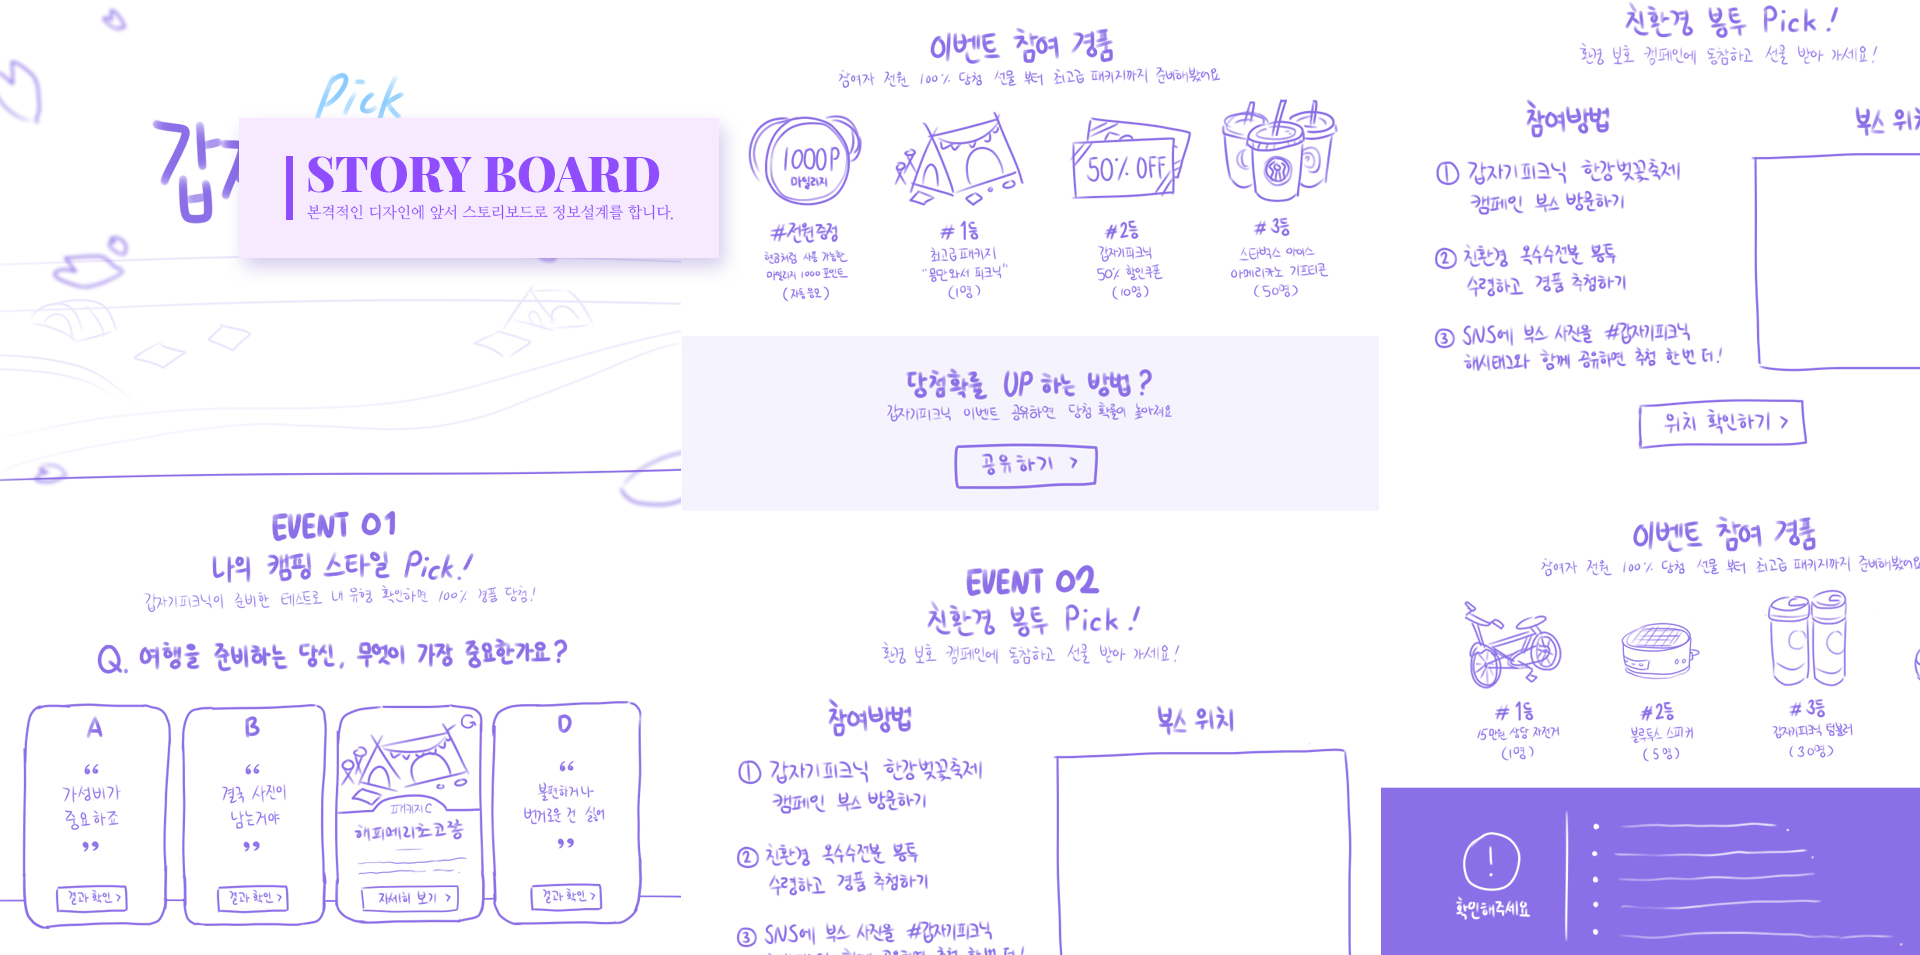 Pick
갑자
STORY BOARD
본격적인 디자인에 앞서 스토리보드로 정보설계를 합니다.
EVENT 01
나의 캠핑 스타일 Pick!
갑자기피크닉이 준비한 테스트로 내 유형 확인하면 100% 경품 당첨!
Q. 여행을 준비하는 당신, 무엇이 가장 중요한가요?
A
“
가성비가
중요하죠
”
결과 확인 >
B
“
결국 사진이
남는거야
”
결과 확인 >
패키지 C
해피메리초고층
자세히 보기 >
D
“
불편하거나
번거로운 건 싫어
”
결과 확인 >
이벤트 참여 경품
참여자 전원 100% 당첨 선물 부터 최고급 패키지까지 준비해봤어요
1000P
마일리지
#전원증정
현금처럼 사용 가능한
마일리지 1000 포인트
(자동응모)
#1등
최고급패키지
"몸만 와서 피크닉"
(1명)
50% OFF
#2등
갑자기피크닉
50% 할인쿠폰
(10명)
#3등
스타벅스 아이스
아메리카노 기프티콘
(50명)
당첨확률 UP 하는 방법?
갑자기피크닉 이벤트 공유하면 당첨 확률이 높아져요
공유하기 >
EVENT 02
친환경 봉투 Pick!
환경 보호 캠페인에 동참하고 선물 받아 가세요!
참여방법
① 갑자기피크닉 한강벚꽃축제
캠페인 부스 방문하기
② 친환경 옥수수전분 봉투
수령하고 경품 추첨하기
③ SNS에 부스 사진을 #갑자기피크닉
부스 위치
친환경 봉투 Pick!
환경 보호 캠페인에 동참하고 선물 받아 가세요!
참여방법
① 갑자기피크닉 한강벚꽃축제
캠페인 부스 방문하기
② 친환경 옥수수전분 봉투
수령하고 경품 추첨하기
③ SNS에 부스 사진을 #갑자기피크닉
해시태그와 함께 공유하면 추첨 한번 더!
부스 위치
위치 확인하기 >
이벤트 참여 경품
참여자 전원 100% 당첨 선물 부터 최고급 패키지까지 준비해봤어요
#1등
15만원 상당 자전거
(1명)
#2등
블루투스 스피커
(5명)
#3등
갑자기피크닉 텀블러
(30명)
!
확인해주세요